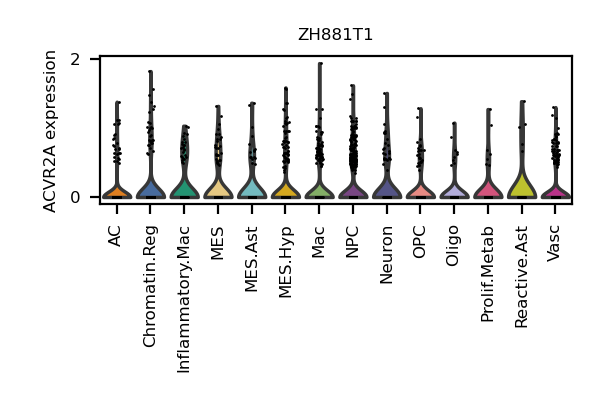 ZH881T1
ACVR2A expression
2
0
AC
Chromatin.Reg
Inflammatory.Mac
MES
MES.Ast
MES.Hyp
Mac
NPC
Neuron
OPC
Oligo
Prolif.Metab
Reactive.Ast
Vasc